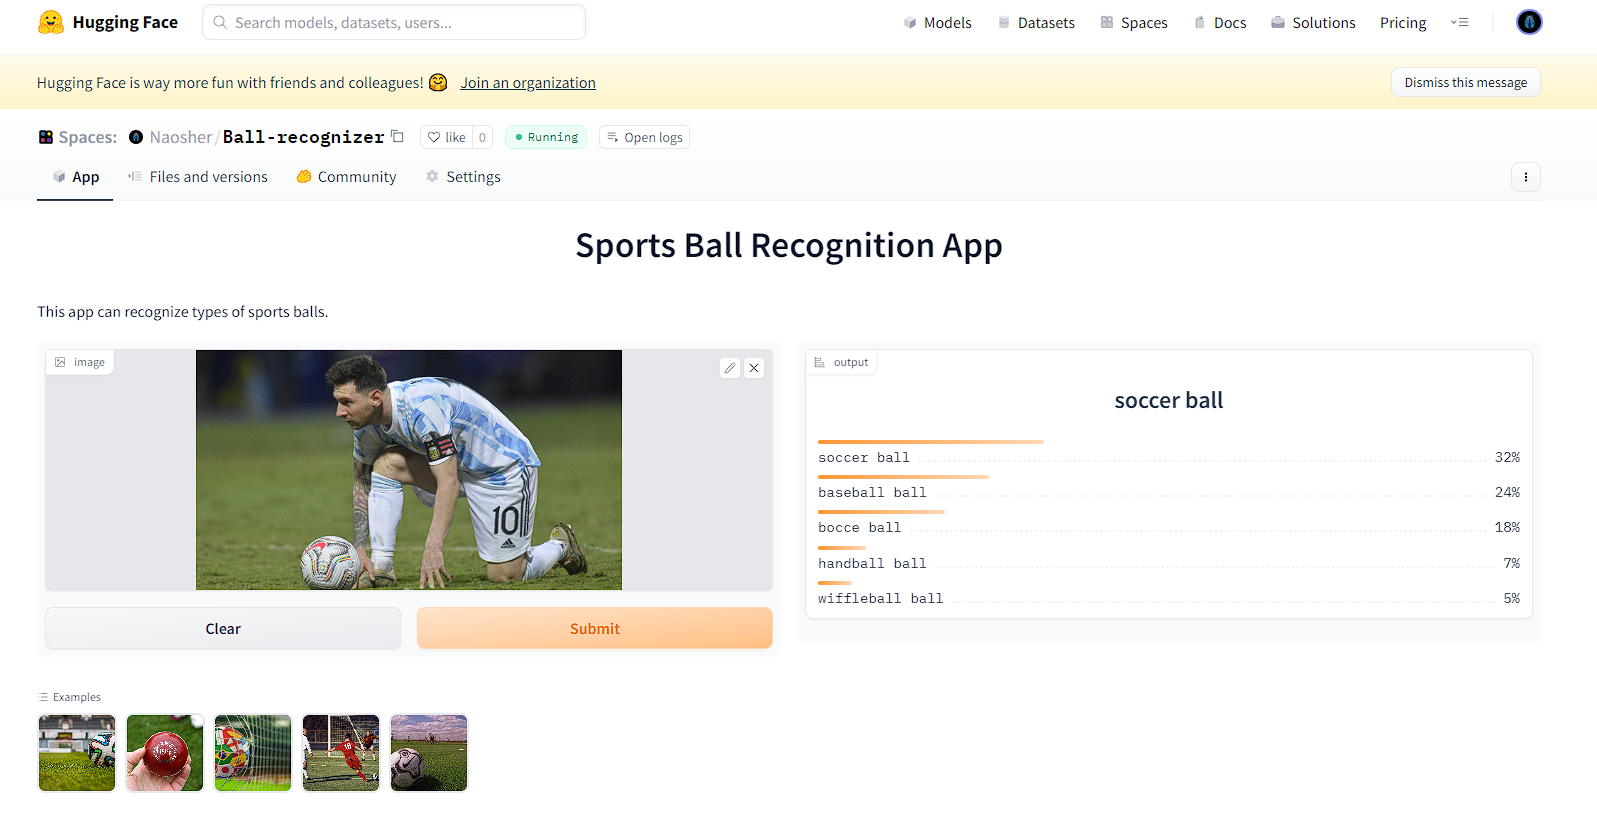 Hugging Face
Search models, datasets, users...
Models
Datasets
Spaces
Docs
Solutions
Pricing
Hugging Face is way more fun with friends and colleagues! 🤗 Join an organization
Dismiss this message
Spaces: Naosher/Ball-recognizer
like 0
Running
Open logs
App
Files and versions
Community
Settings
Sports Ball Recognition App
This app can recognize types of sports balls.
image
10
adidas
Clear
Submit
output
soccer ball
soccer ball 32%
baseball ball 24%
bocce ball 18%
handball ball 7%
wiffleball ball 5%
Examples